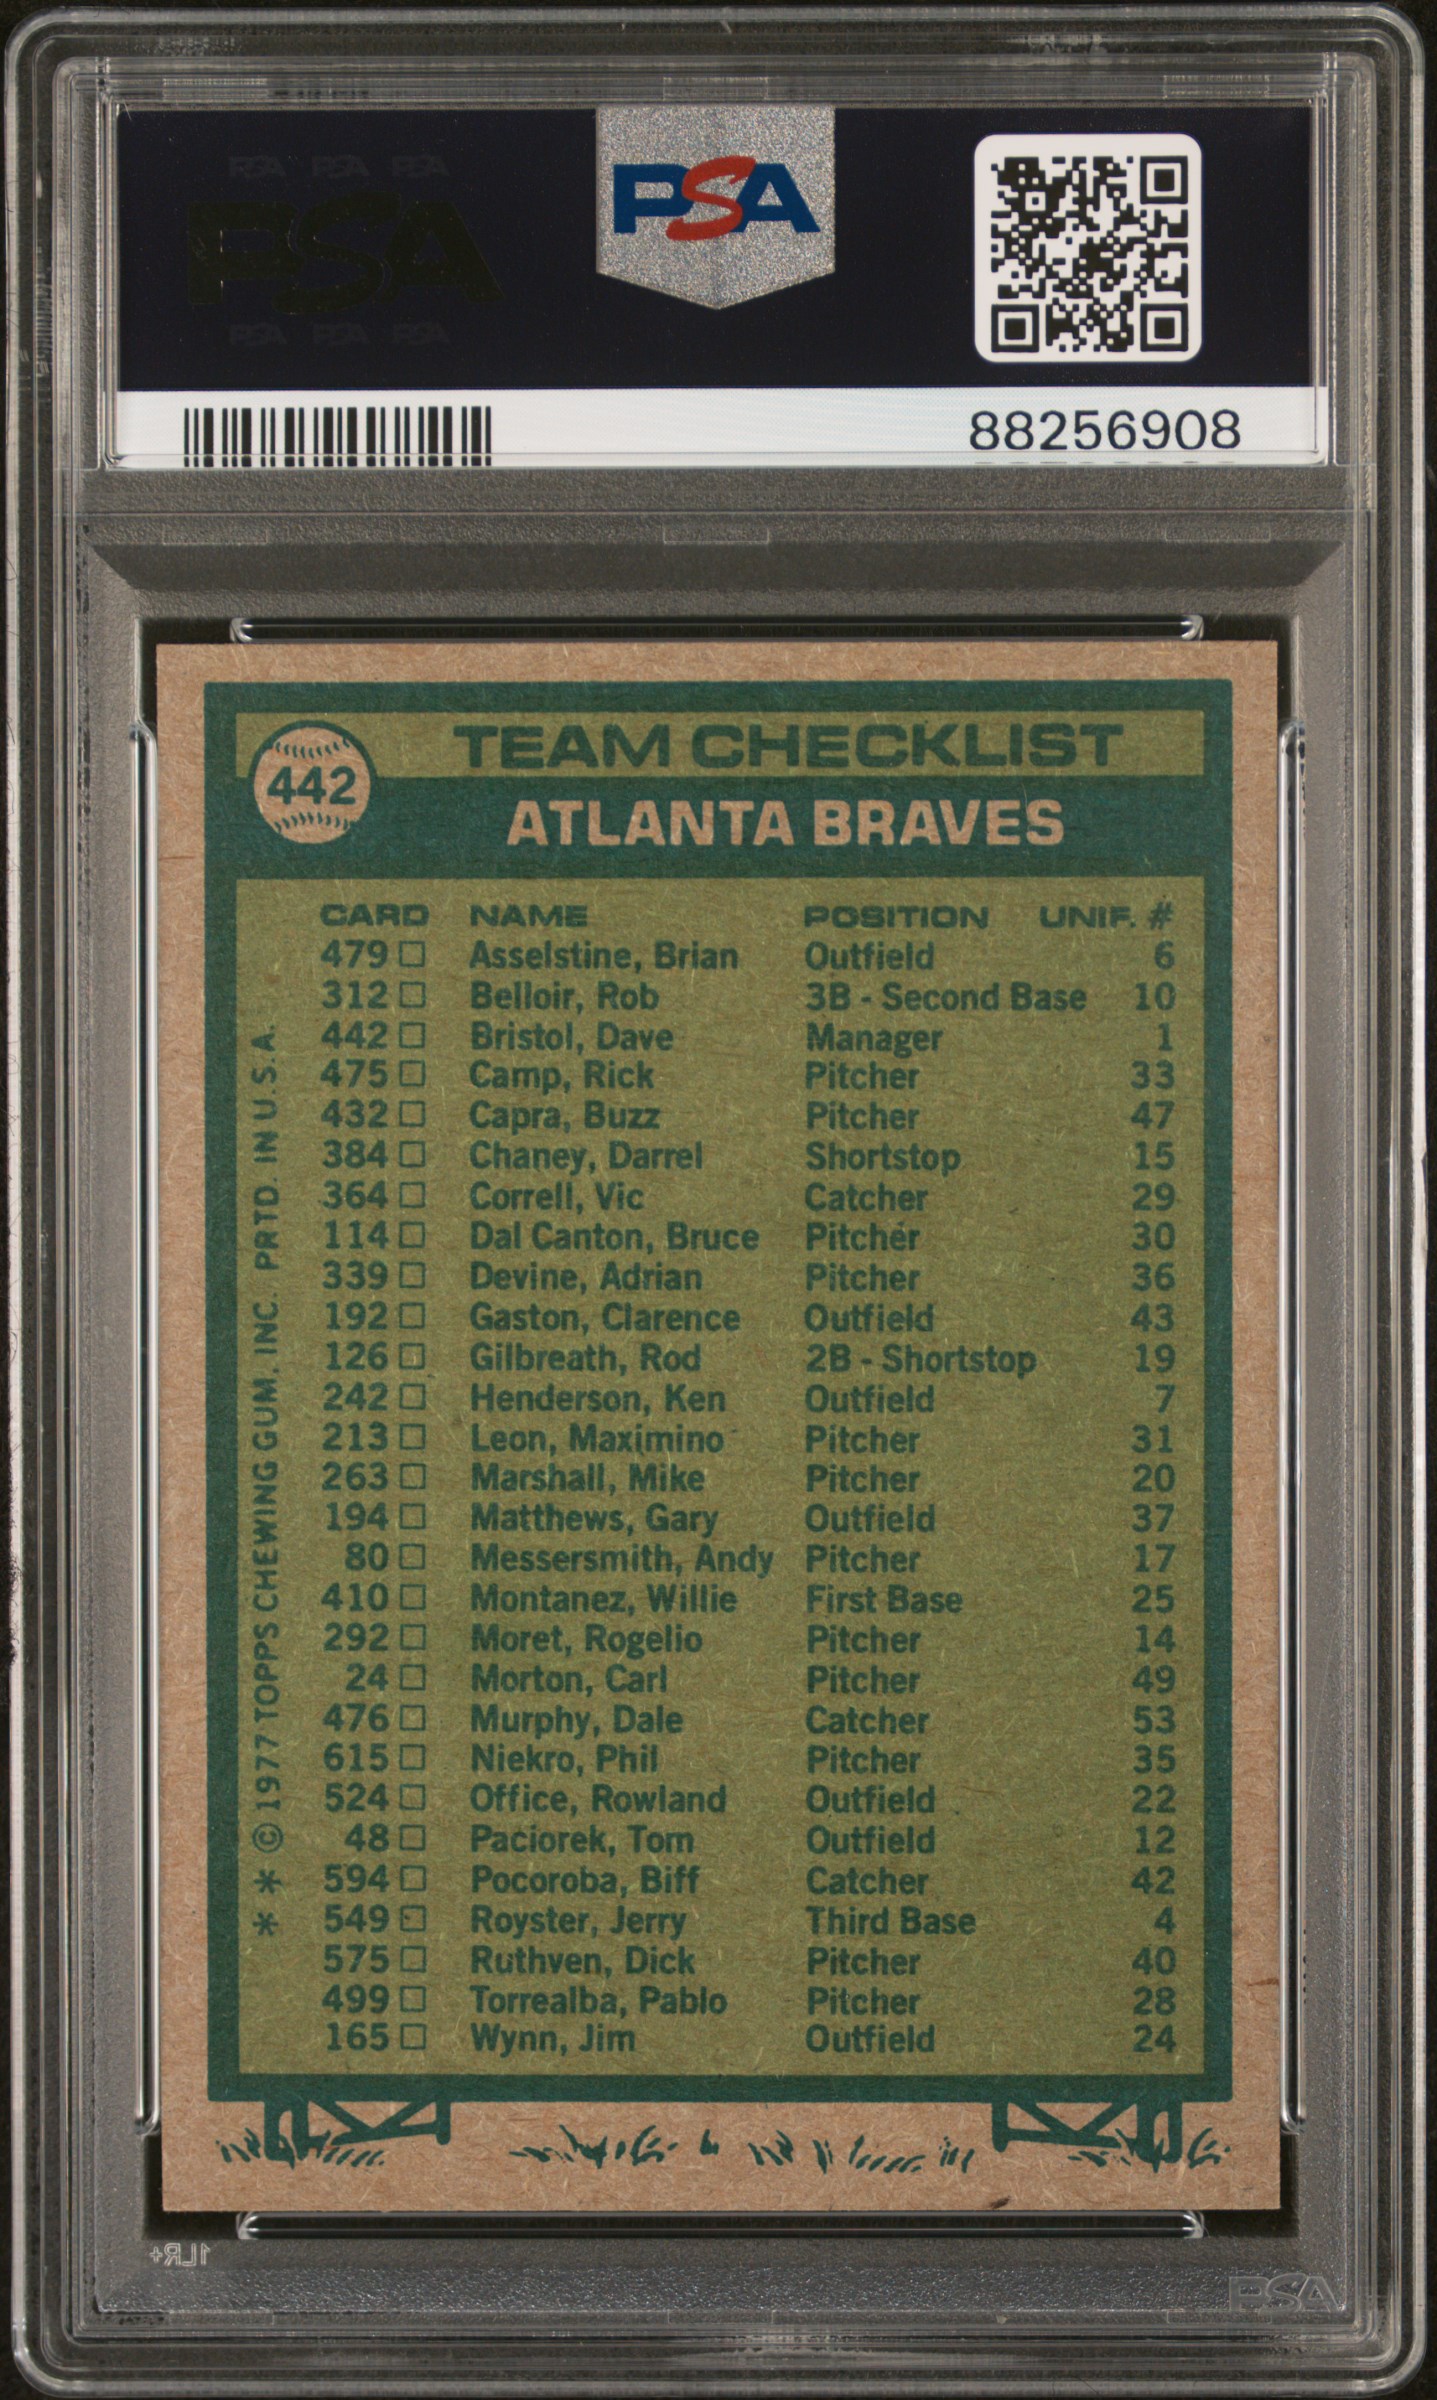 PSA PSA PSA
PSA
PSA PSA PSA
PSA
88256908
442
TEAM CHECKLIST
ATLANTA BRAVES
CARD NAME POSITION UNIF. #
479 Asselstine, Brian Outfield 6
312 Belloir, Rob 3B - Second Base 10
442 Bristol, Dave Manager 1
475 Camp, Rick Pitcher 33
432 Capra, Buzz Pitcher 47
384 Chaney, Darrel Shortstop 15
364 Correll, Vic Catcher 29
114 Dal Canton, Bruce Pitcher 30
339 Devine, Adrian Pitcher 36
192 Gaston, Clarence Outfield 43
126 Gilbreath, Rod 2B - Shortstop 19
242 Henderson, Ken Outfield 7
213 Leon, Maximino Pitcher 31
263 Marshall, Mike Pitcher 20
194 Matthews, Gary Outfield 37
80 Messersmith, Andy Pitcher 17
410 Montanez, Willie First Base 25
292 Moret, Rogelio Pitcher 14
24 Morton, Carl Pitcher 49
476 Murphy, Dale Catcher 53
615 Niekro, Phil Pitcher 35
524 Office, Rowland Outfield 22
48 Paciorek, Tom Outfield 12
594 Pocoroba, Biff Catcher 42
549 Royster, Jerry Third Base 4
575 Ruthven, Dick Pitcher 40
499 Torrealba, Pablo Pitcher 28
165 Wynn, Jim Outfield 24
* * © 1977 TOPPS CHEWING GUM, INC. PRTD. IN U.S.A.
1LR+
PSA